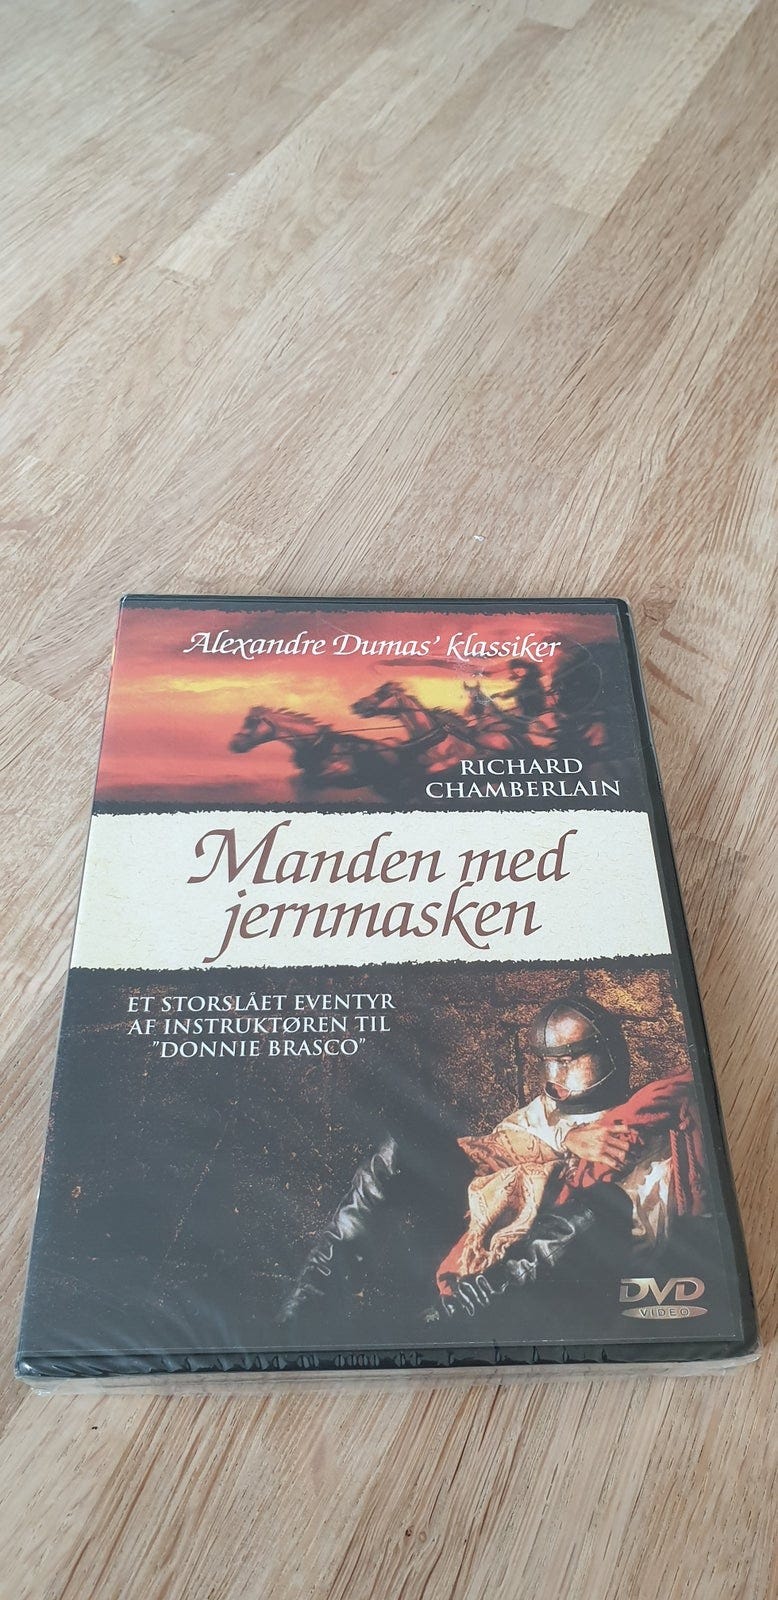 Alexandre Dumas' klassiker
RICHARD
CHAMBERLAIN
Manden med
jernmasken
ET STORSLÅET EVENTYR
AF INSTRUKTØREN TIL
"DONNIE BRASCO"
DVD
VIDEO